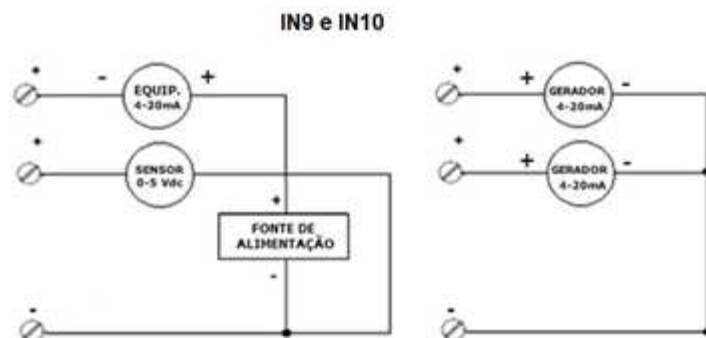 IN9 e IN10
+
-
EQUIP.
4-20mA
+
+
SENSOR
0-5 Vdc
+
FONTE DE
ALIMENTAÇÃO
-
-
+
+
GERADOR
4-20mA
-
+
+
GERADOR
4-20mA
-
-